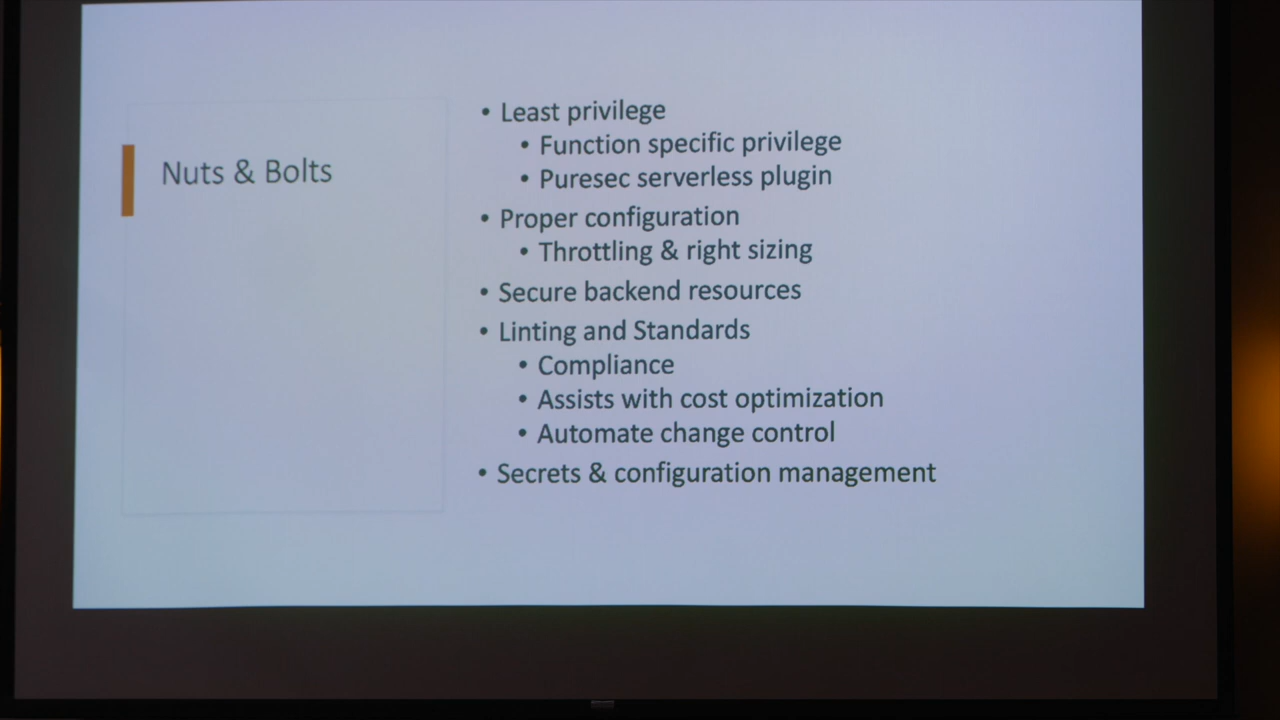 Nuts & Bolts
• Least privilege
• Function specific privilege
• Puresec serverless plugin
• Proper configuration
• Throttling & right sizing
• Secure backend resources
• Linting and Standards
• Compliance
• Assists with cost optimization
• Automate change control
• Secrets & configuration management